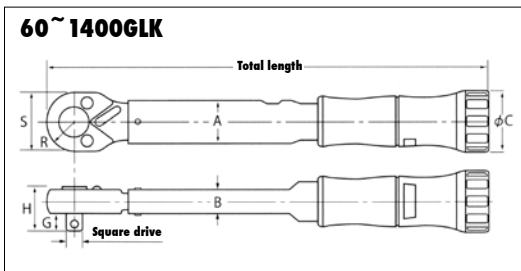 60~1400GLK
Total length
S
R
A
φC
H
G
B
Square drive